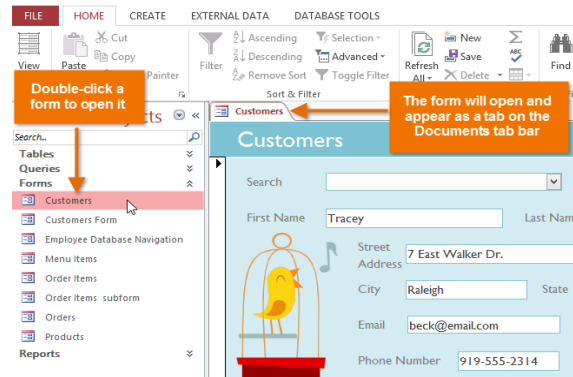 FILE HOME CREATE EXTERNAL DATA DATABASE TOOLS
Cut
Copy
Painter
View Paste
Filter
Ascending
Descending
Remove Sort
Selection
Advanced
Toggle Filter
Sort & Filter
Refresh
All
New
Save
Delete
Find
Double-click a
form to open it
The form will open and
appear as a tab on the
Documents tab bar
Search...
Tables
Queries
Forms
Customers
Customers Form
Employee Database Navigation
Menu Items
Order Items
Order Items subform
Orders
Products
Reports
Customers
Customers
Search
First Name Tracey Last Nam
Street
Address 7 East Walker Dr.
City Raleigh State
Email beck@email.com
Phone Number 919-555-2314